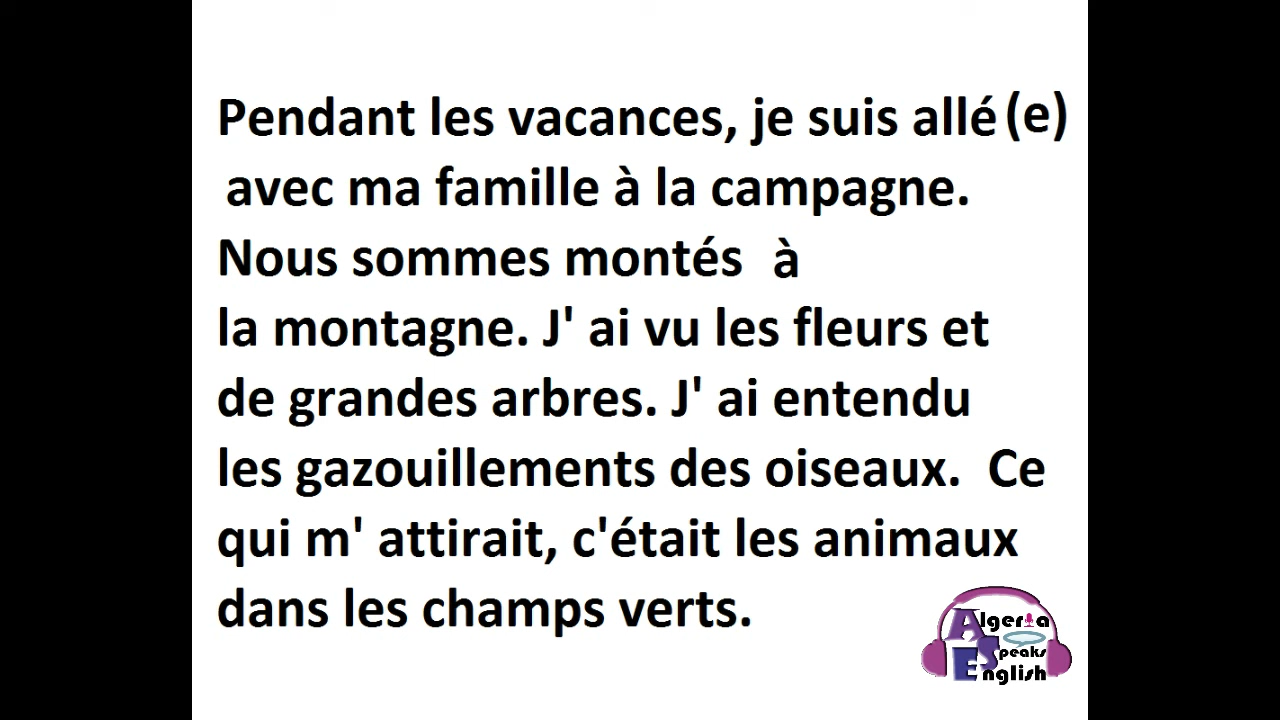 Pendant les vacances, je suis allé(e)
avec ma famille à la campagne.
Nous sommes montés à
la montagne. J' ai vu les fleurs et
de grandes arbres. J' ai entendu
les gazouillements des oiseaux. Ce
qui m' attirait, c'était les animaux
dans les champs verts.
Algeria
Speaks
English